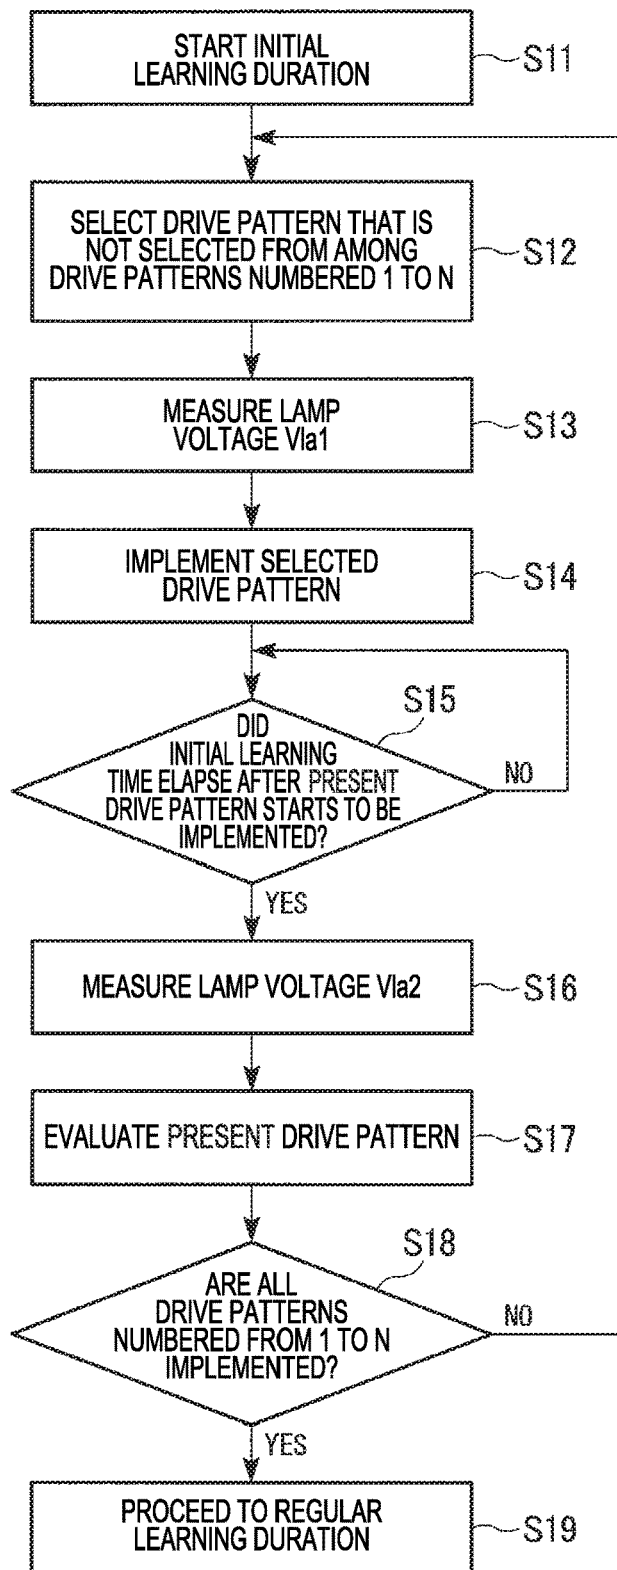 START INITIAL
LEARNING DURATION
S11
SELECT DRIVE PATTERN THAT IS
NOT SELECTED FROM AMONG
DRIVE PATTERNS NUMBERED 1 TO N
S12
MEASURE LAMP
VOLTAGE Vla1
S13
IMPLEMENT SELECTED
DRIVE PATTERN
S14
S15
DID
INITIAL LEARNING
TIME ELAPSE AFTER PRESENT
DRIVE PATTERN STARTS TO BE
IMPLEMENTED?
NO
YES
MEASURE LAMP VOLTAGE Vla2
S16
EVALUATE PRESENT DRIVE PATTERN
S17
S18
ARE ALL
DRIVE PATTERNS
NUMBERED FROM 1 TO N
IMPLEMENTED?
NO
YES
PROCEED TO REGULAR
LEARNING DURATION
S19